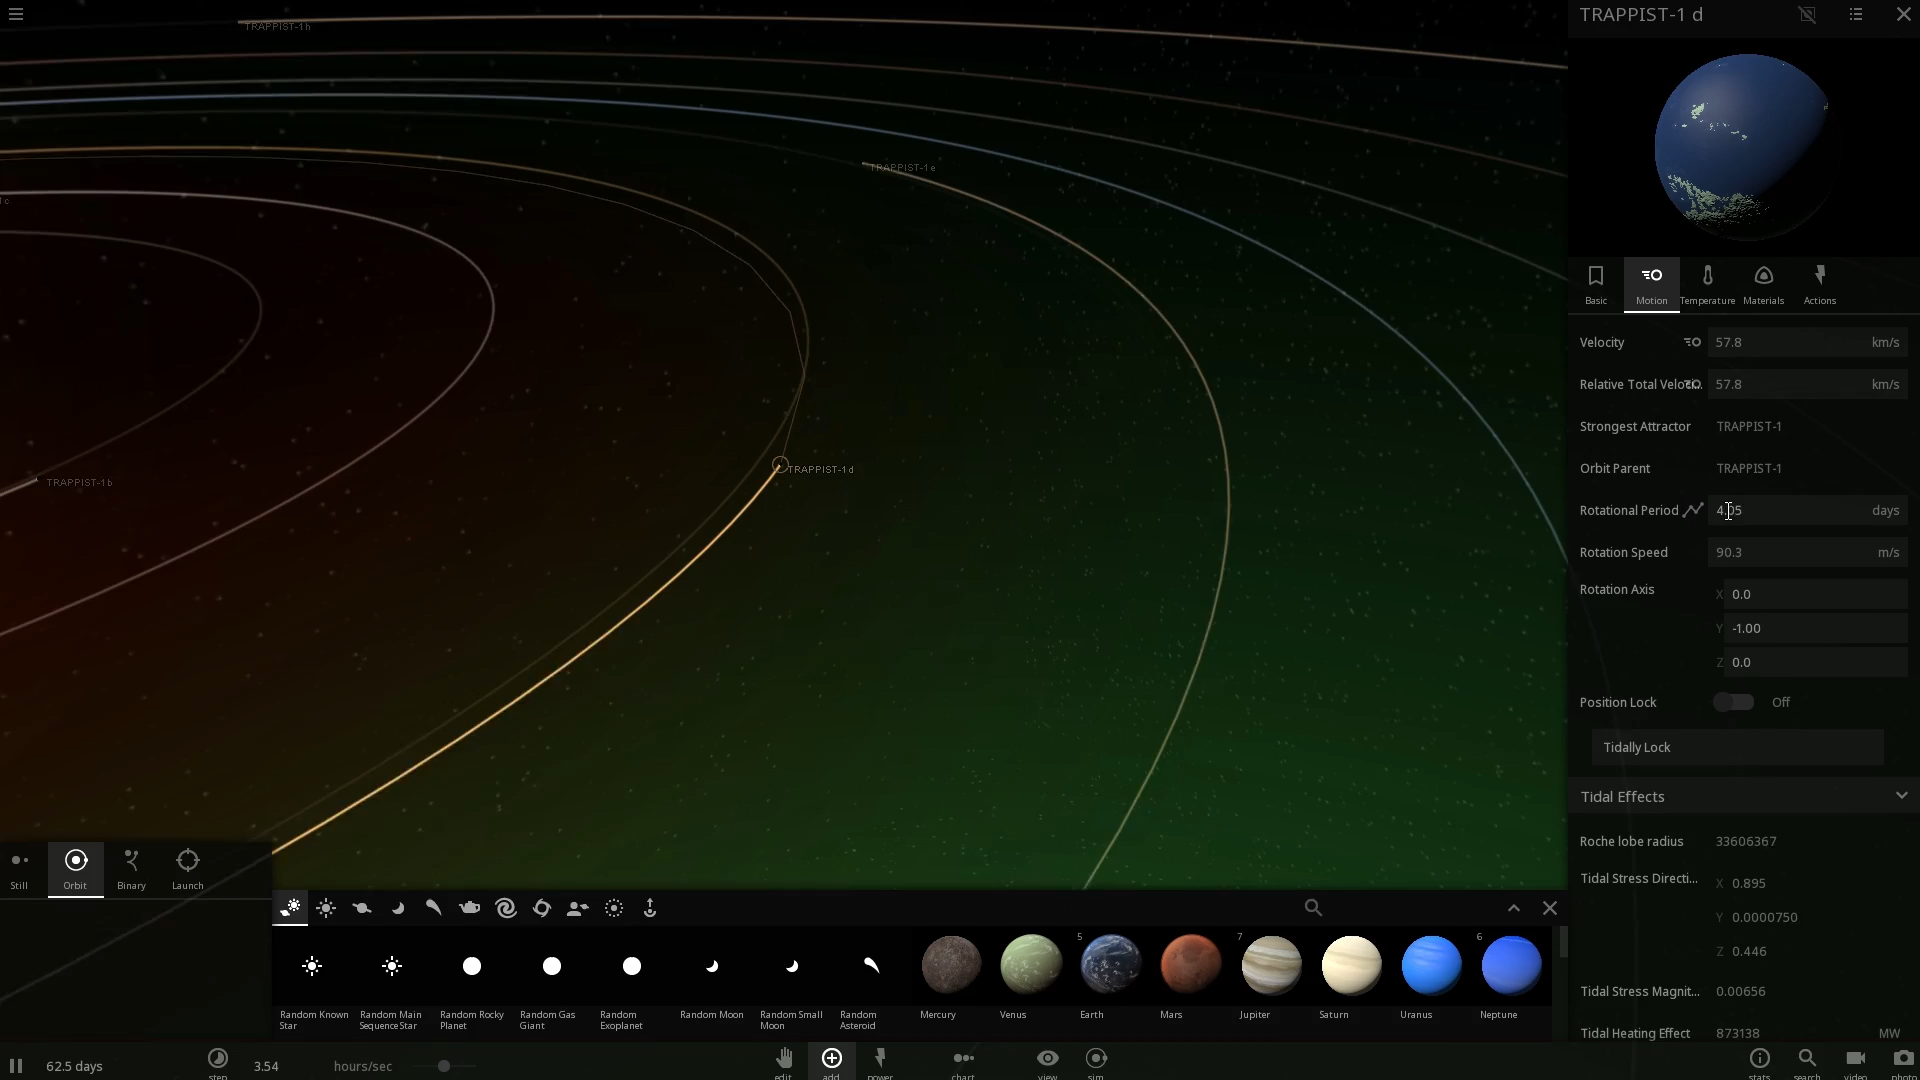 TRAPPIST-1 h
TRAPPIST-1 e
TRAPPIST-1 d
TRAPPIST-1 b
TRAPPIST-1 d
Basic
Motion
Temperature
Materials
Actions
Velocity 57.8 km/s
Relative Total Veloci... 57.8 km/s
Strongest Attractor TRAPPIST-1
Orbit Parent TRAPPIST-1
Rotational Period 4.05 days
Rotation Speed 90.3 m/s
Rotation Axis X 0.0
Y -1.00
Z 0.0
Position Lock Off
Tidally Lock
Tidal Effects
Roche lobe radius 33606367
Tidal Stress Directi... X 0.895
Y 0.0000750
Z 0.446
Tidal Stress Magnit... 0.00656
Tidal Heating Effect 873138 MW
Still
Orbit
Binary
Launch
5
7
6
Random Known Star
Random Main Sequence Star
Random Rocky Planet
Random Gas Giant
Random Exoplanet
Random Moon
Random Small Moon
Random Asteroid
Mercury
Venus
Earth
Mars
Jupiter
Saturn
Uranus
Neptune
62.5 days
step
3.54 hours/sec
edit
add
power
chart
view
sim
stats
search
video
photo